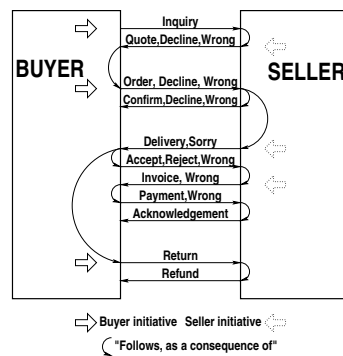 Inquiry
Quote,Decline,Wrong
BUYER
SELLER
Order, Decline, Wrong
Confirm,Decline,Wrong
Delivery,Sorry
Accept,Reject,Wrong
Invoice, Wrong
Payment,Wrong
Acknowledgement
Return
Refund
Buyer initiative Seller initiative
"Follows, as a consequence of"